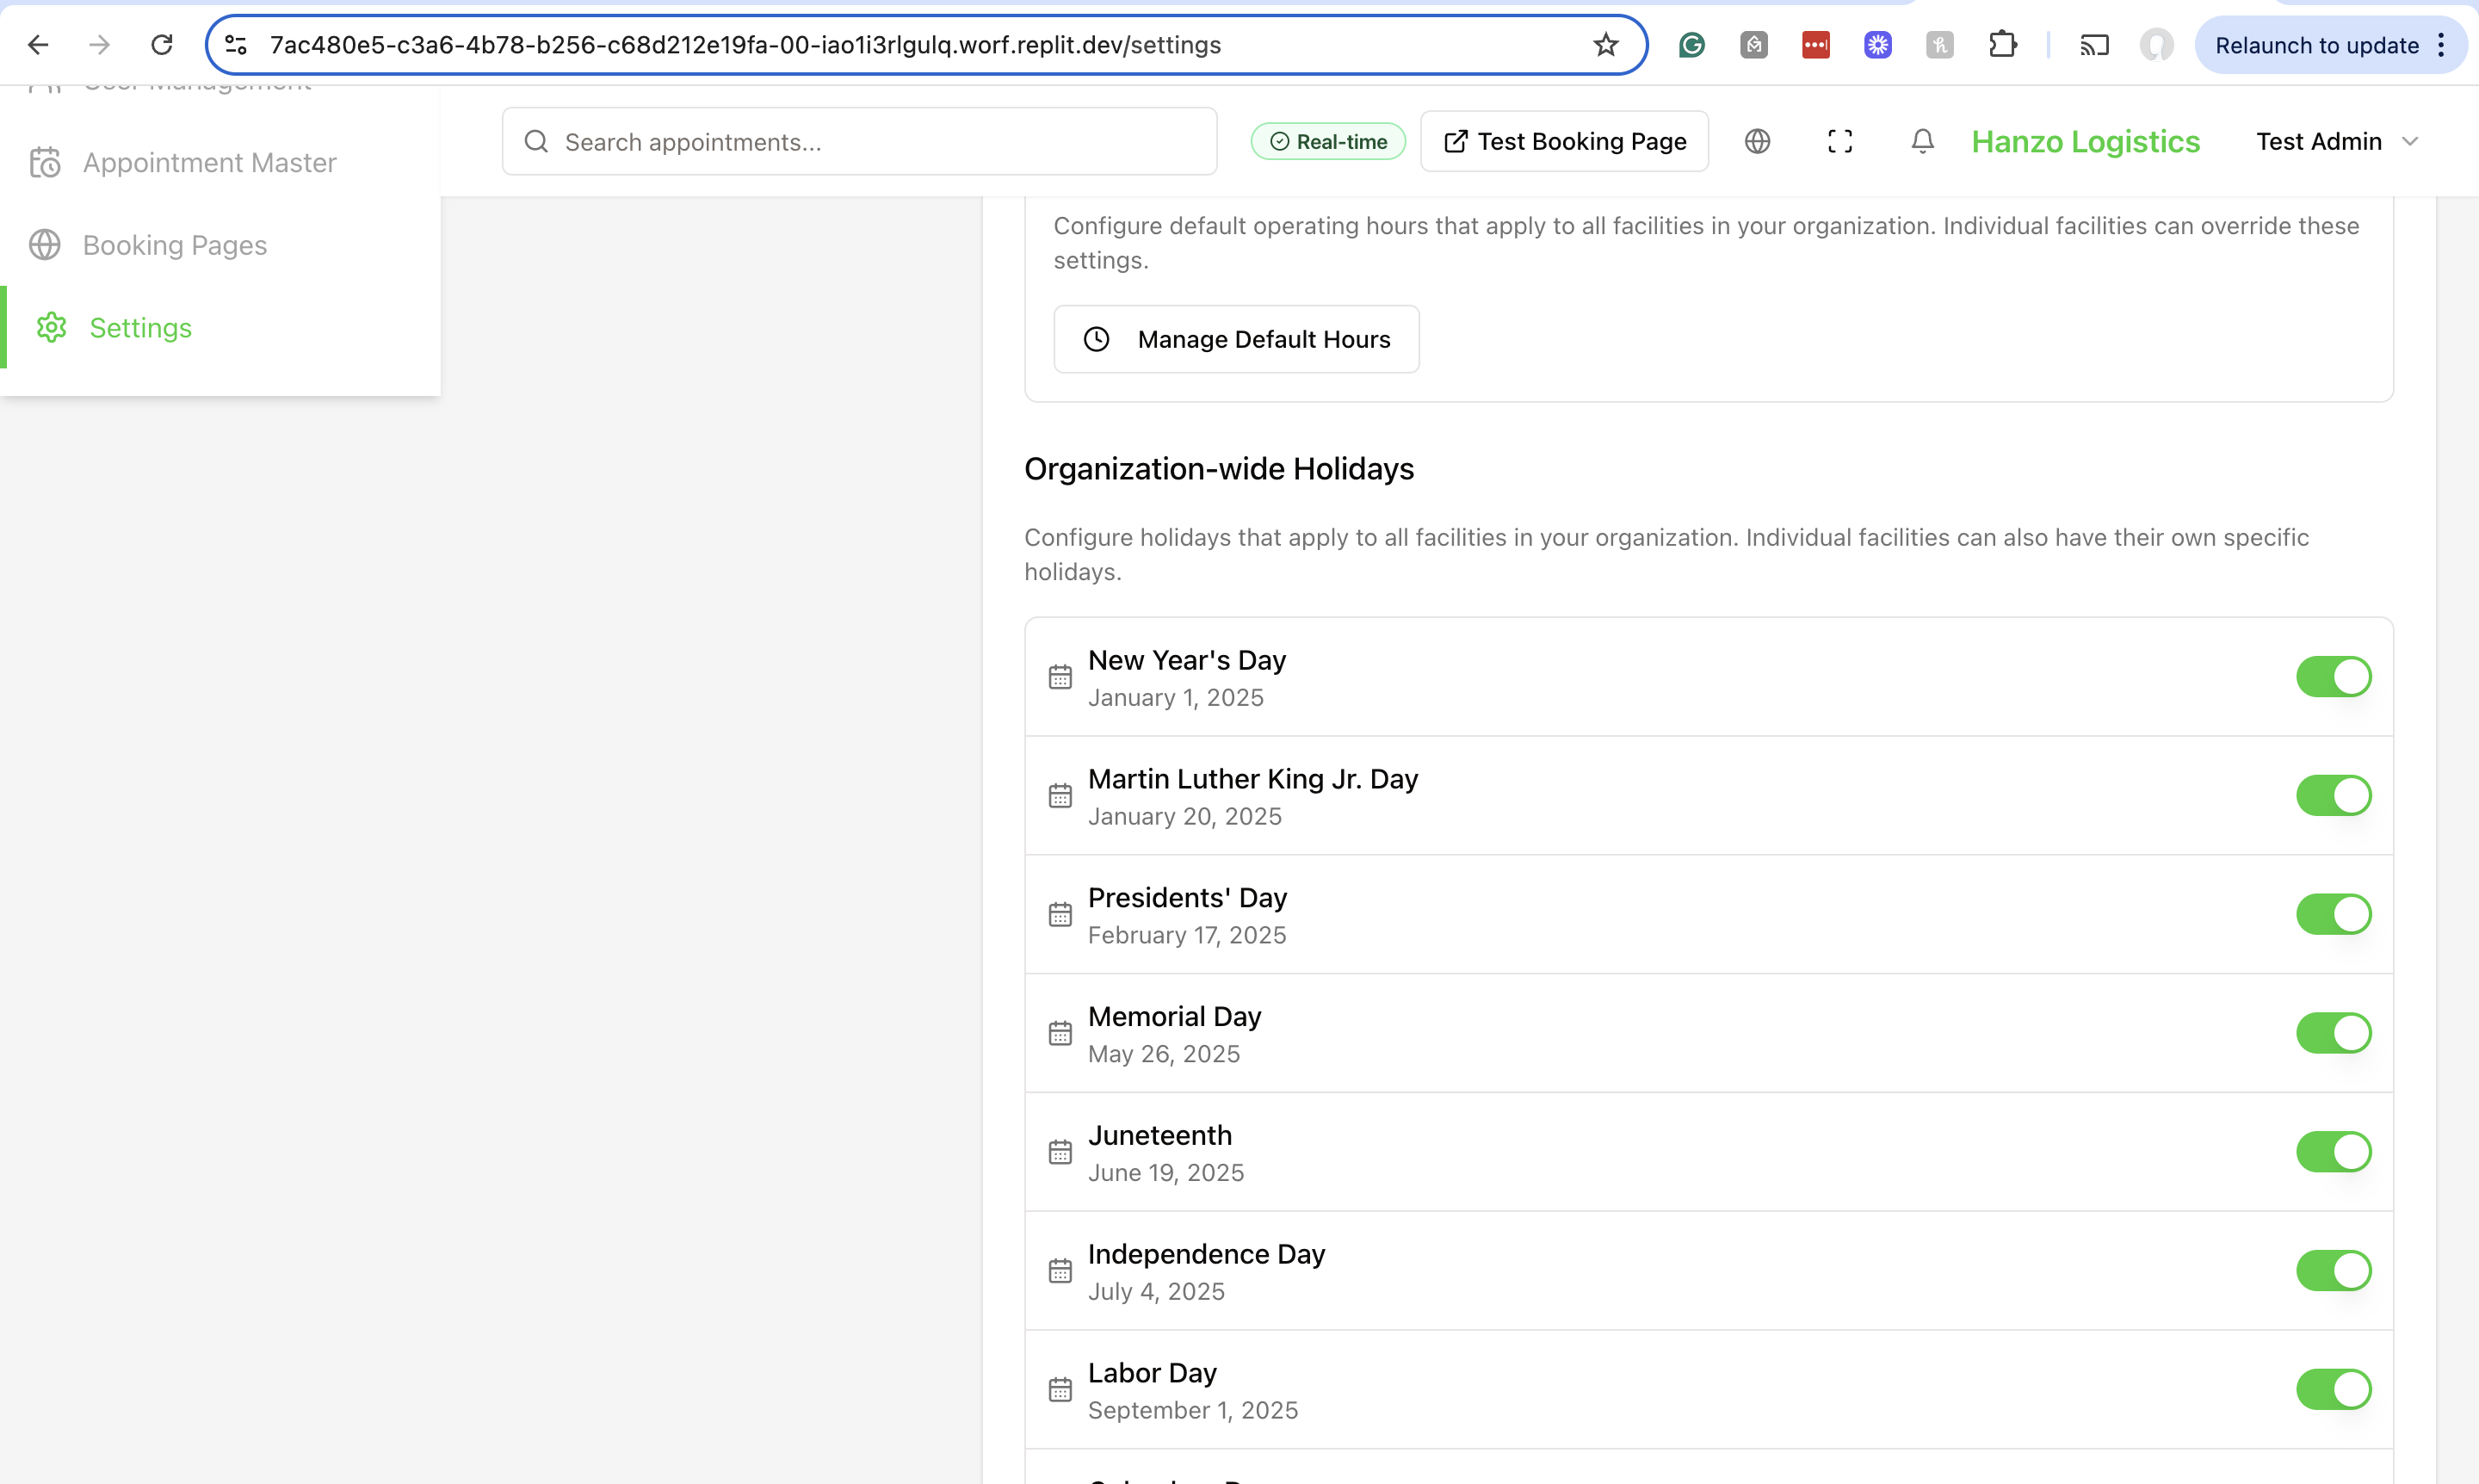 7ac480e5-c3a6-4b78-b256-c68d212e19fa-00-iao1i3rlgulq.worf.replit.dev/settings
Relaunch to update
User Management
Appointment Master
Booking Pages
Settings
Search appointments...
Real-time
Test Booking Page
Hanzo Logistics
Test Admin
Configure default operating hours that apply to all facilities in your organization. Individual facilities can override these
settings.
Manage Default Hours
Organization-wide Holidays
Configure holidays that apply to all facilities in your organization. Individual facilities can also have their own specific
holidays.
New Year's Day
January 1, 2025
Martin Luther King Jr. Day
January 20, 2025
Presidents' Day
February 17, 2025
Memorial Day
May 26, 2025
Juneteenth
June 19, 2025
Independence Day
July 4, 2025
Labor Day
September 1, 2025